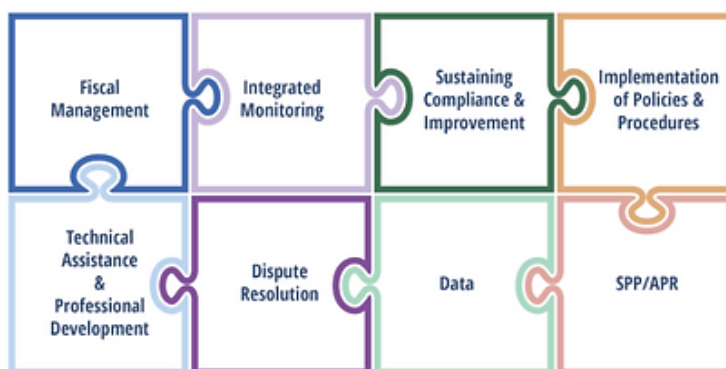 Fiscal
Management
Integrated
Monitoring
Sustaining
Compliance &
Improvement
Implementation
of Policies &
Procedures
Technical
Assistance
&
Professional
Development
Dispute
Resolution
Data
SPP/APR